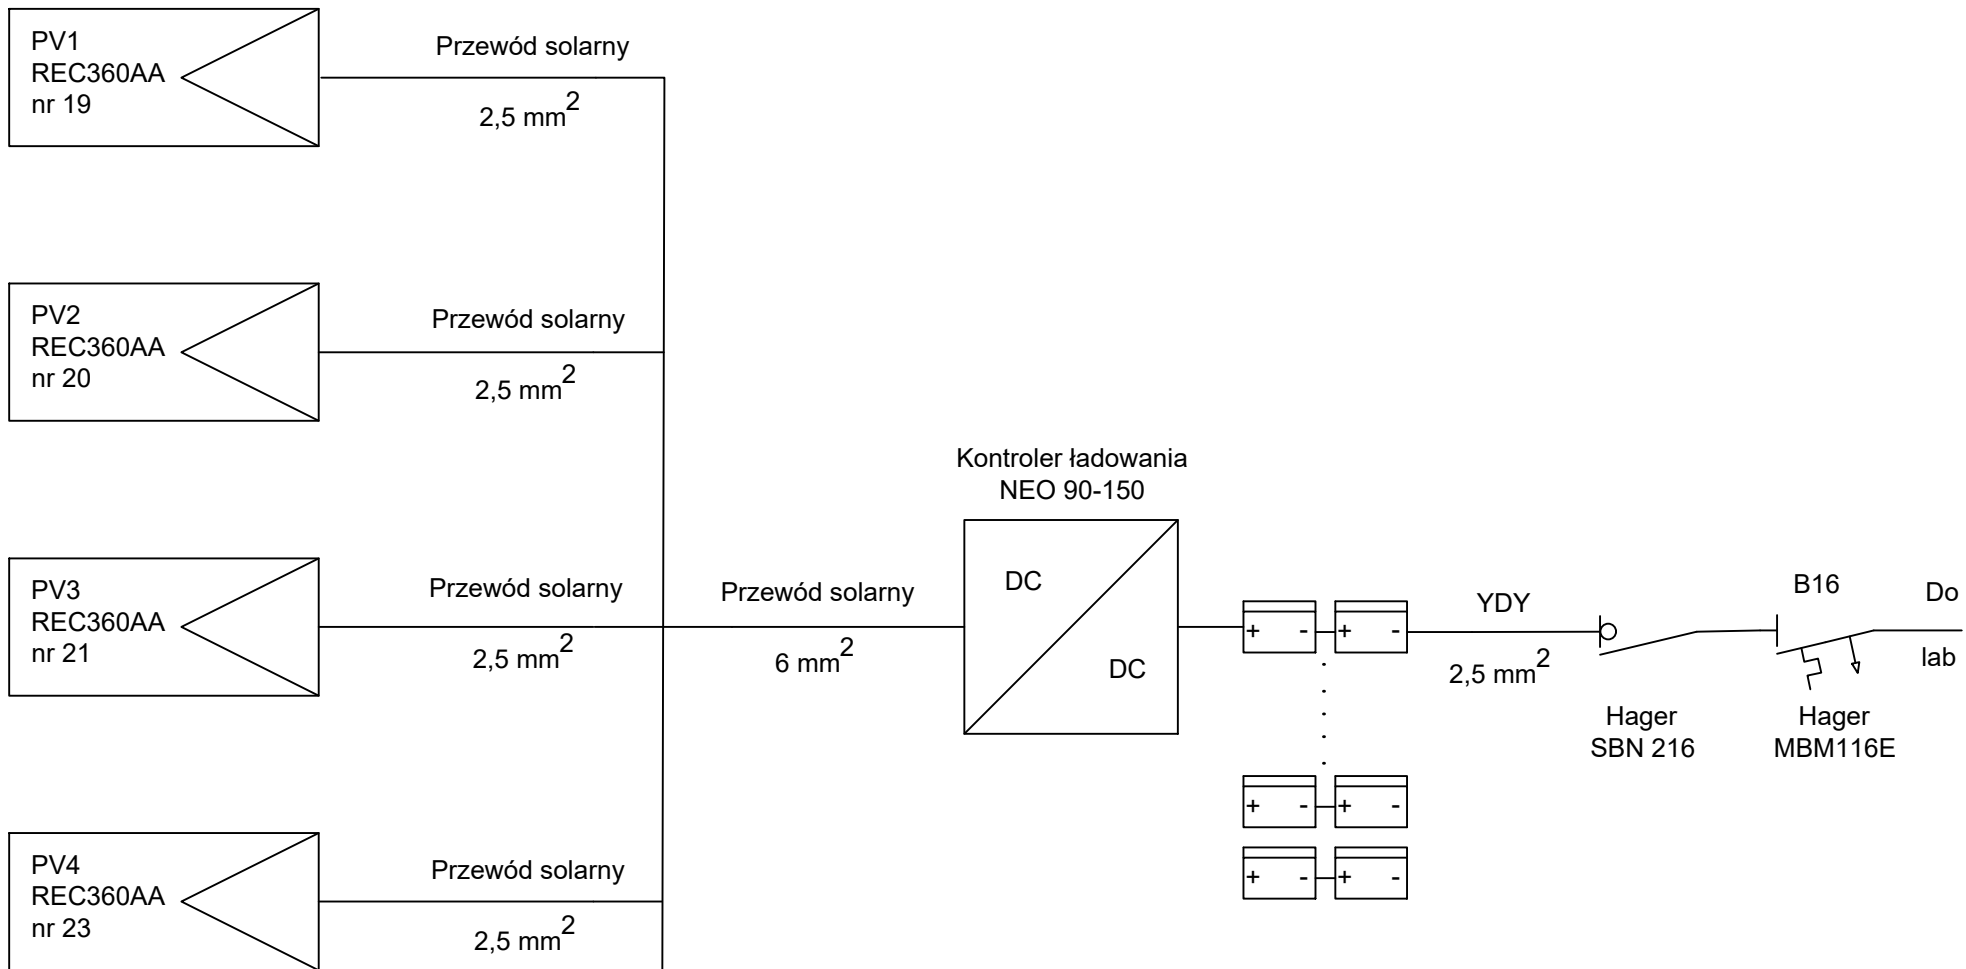 PV1
REC360AA
nr 19
Przewód solarny
2,5 mm²
PV2
REC360AA
nr 20
Przewód solarny
2,5 mm²
PV3
REC360AA
nr 21
Przewód solarny
2,5 mm²
PV4
REC360AA
nr 23
Przewód solarny
2,5 mm²
Przewód solarny
6 mm²
Kontroler ładowania
NEO 90-150
DC
DC
+ - + -
+ - + -
+ - + -
YDY
2,5 mm²
Hager
SBN 216
B16
Hager
MBM116E
Do
lab